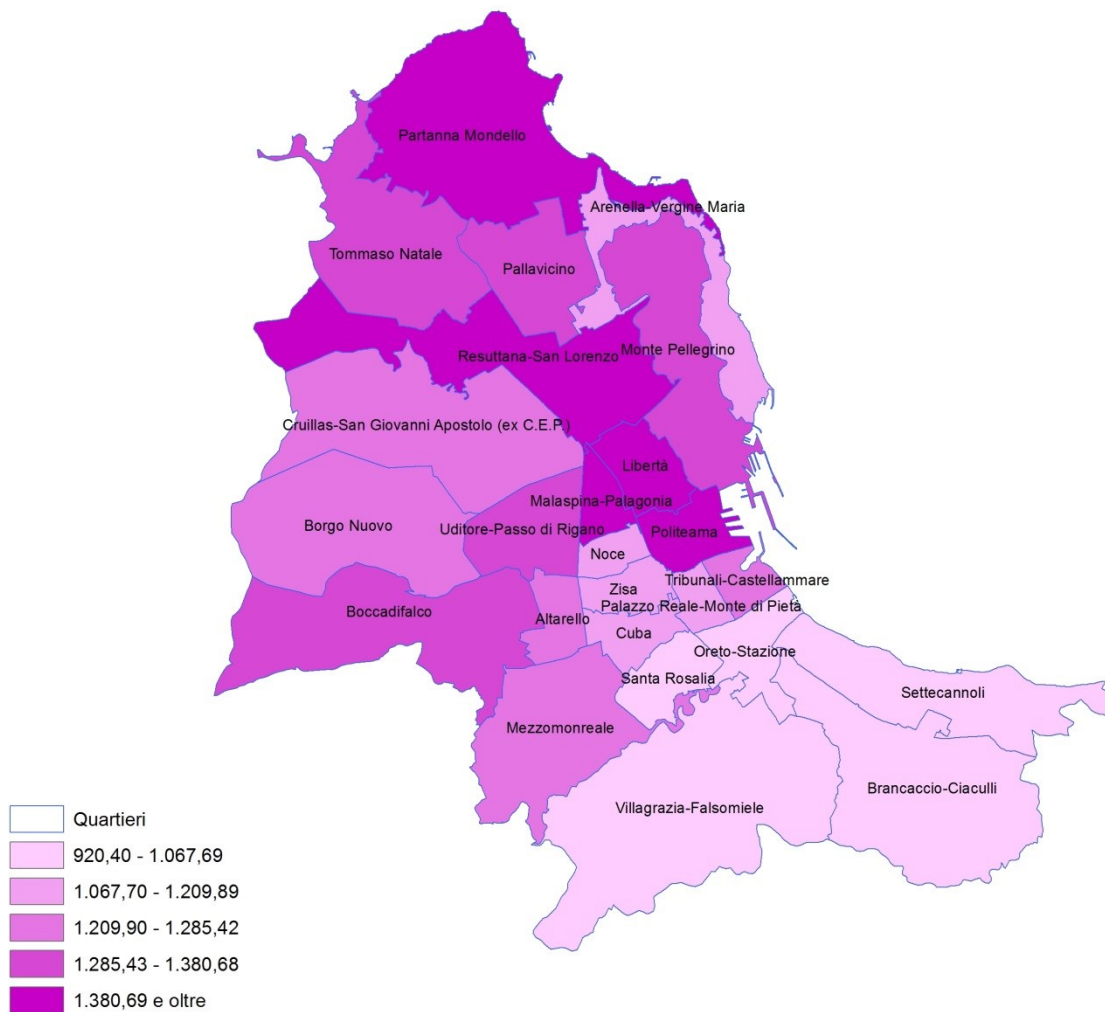 Partanna Mondello
Arenella-Vergine Maria
Tommaso Natale
Pallavicino
Resuttana-San Lorenzo
Monte Pellegrino
Cruillas-San Giovanni Apostolo (ex C.E.P.)
Libertà
Malaspina-Palagonia
Borgo Nuovo
Uditore-Passo di Rigano
Politeama
Noce
Tribunali-Castellammare
Zisa
Palazzo Reale-Monte di Pietà
Boccadifalco
Altarello
Cuba
Oreto-Stazione
Santa Rosalia
Settecannoli
Mezzomonreale
Brancaccio-Ciaculli
Villagrazia-Falsomiele
Quartieri
920,40 - 1.067,69
1.067,70 - 1.209,89
1.209,90 - 1.285,42
1.285,43 - 1.380,68
1.380,69 e oltre